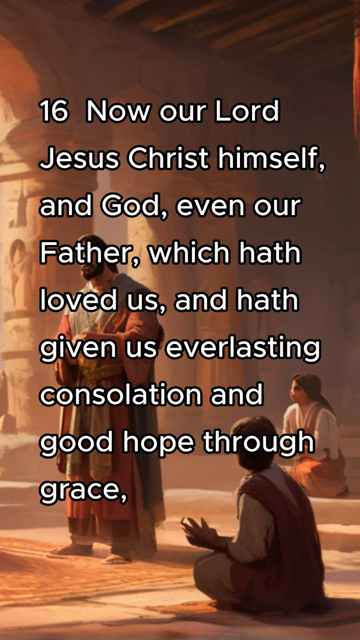 16  Now our Lord
Jesus Christ himself,
and God, even our
Father, which hath
loved us, and hath
given us everlasting
consolation and
good hope through
grace,